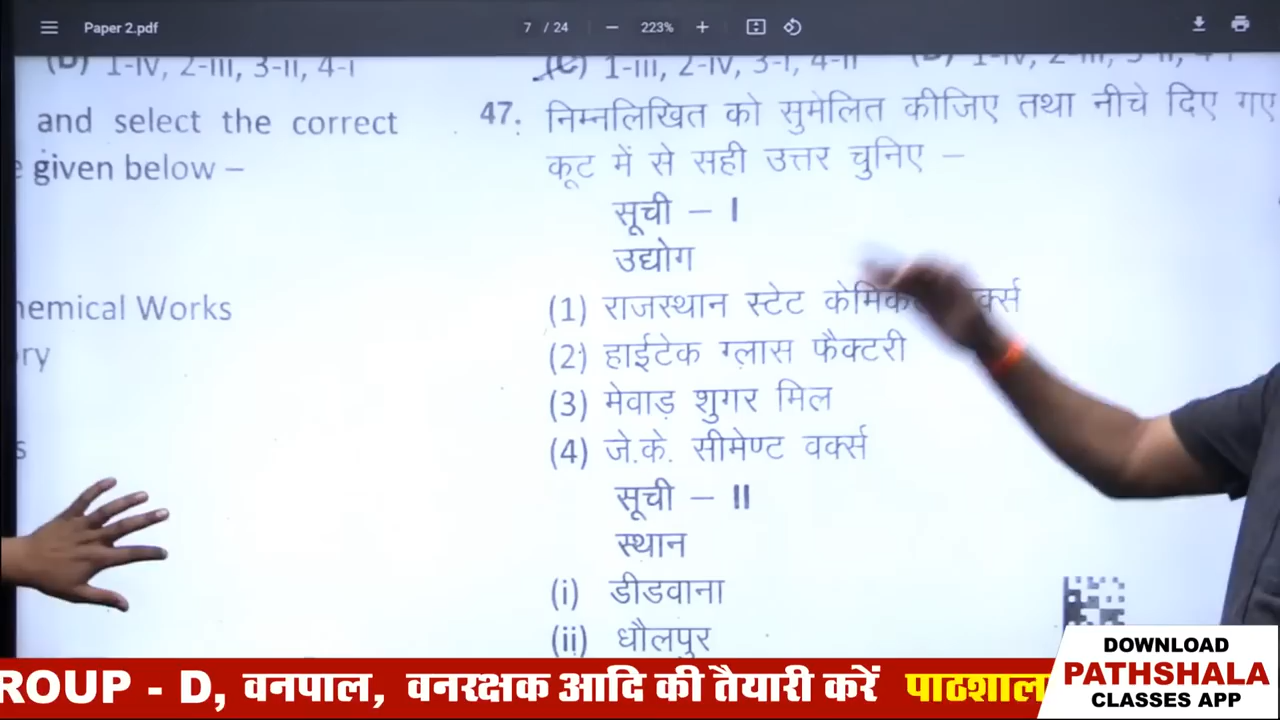 Paper 2.pdf
7 / 24
223%
(D) 1-IV, 2-III, 3-II, 4-I
and select the correct
given below –
hemical Works
ry
s
(C) 1-III, 2-IV, 3-I, 4-II
47. निम्नलिखित को सुमेलित कीजिए तथा नीचे दिए गए
कूट में से सही उत्तर चुनिए –
सूची – I
उद्योग
(1) राजस्थान स्टेट
(2) हाईटेक ग्लास फैक्टरी
(3) मेवाड़ शुगर मिल
(4) जे.के. सीमेण्ट वर्क्स
सूची – II
स्थान
(i) डीडवाना
(ii) धौलपुर
ROUP - D, वनपाल, वनरक्षक आदि की तैयारी करें पाठशाल
DOWNLOAD
PATHSHALA
CLASSES APP